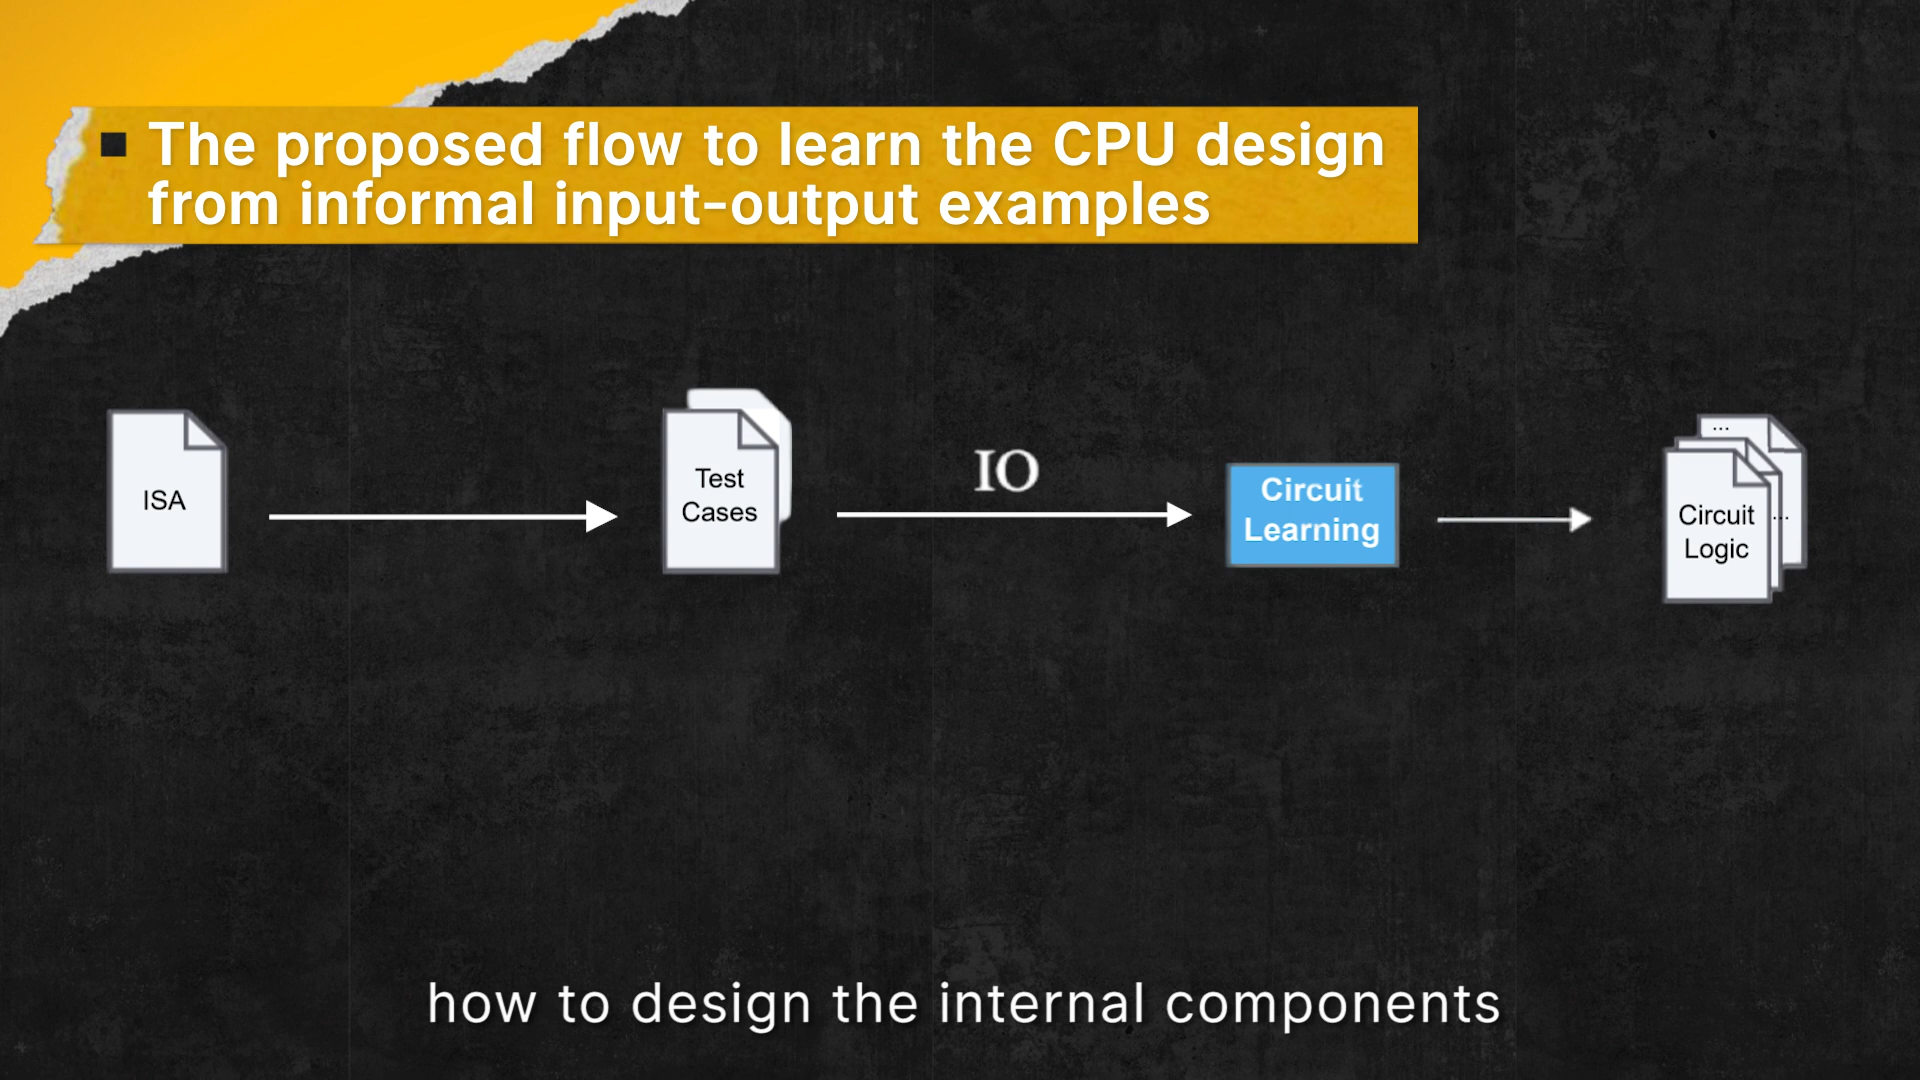 The proposed flow to learn the CPU design
from informal input-output examples
ISA
Test
Cases
IO
Circuit
Learning
...
...
Circuit
Logic
how to design the internal components